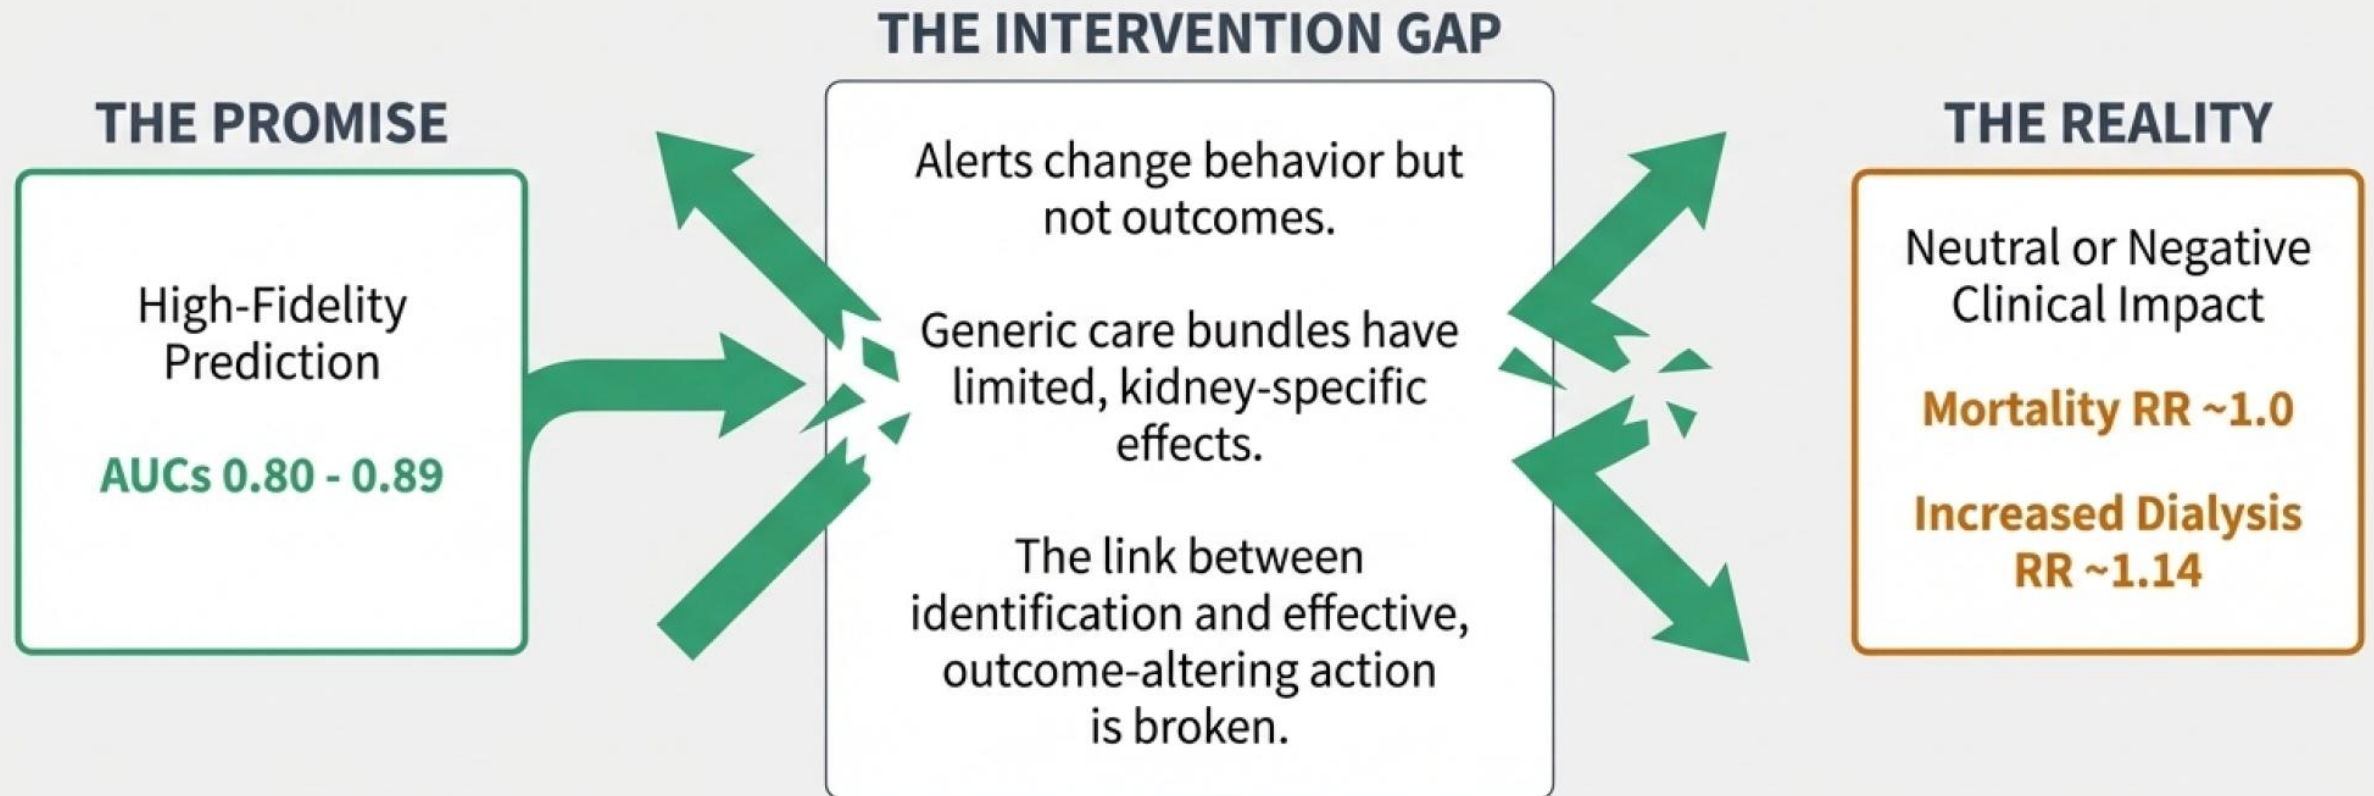 THE PROMISE
High-Fidelity
Prediction
AUCs 0.80 - 0.89
THE INTERVENTION GAP
Alerts change behavior but
not outcomes.
Generic care bundles have
limited, kidney-specific
effects.
The link between
identification and effective,
outcome-altering action
is broken.
THE REALITY
Neutral or Negative
Clinical Impact
Mortality RR ~1.0
Increased Dialysis
RR ~1.14